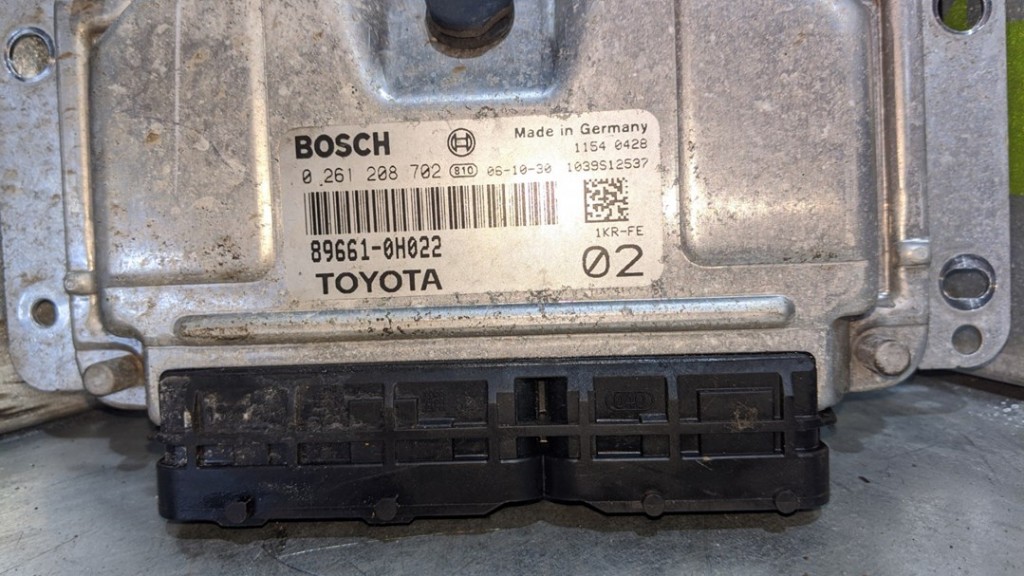 BOSCH Made in Germany
1154 0428
0 261 208 702 810 06-10-30 1039S12537
1KR-FE
89661-0H022
02
TOYOTA